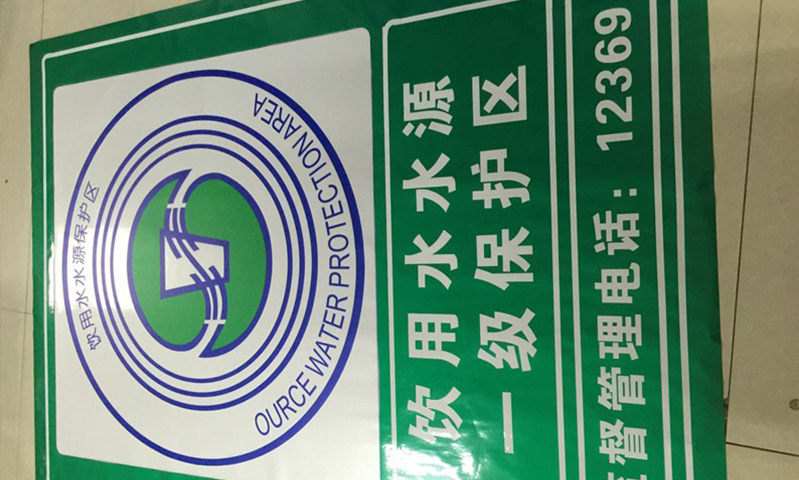 饮用水水源保护区
OURCE WATER PROTECTION AREA
饮用水水源
一级保护区
监督管理电话：12369